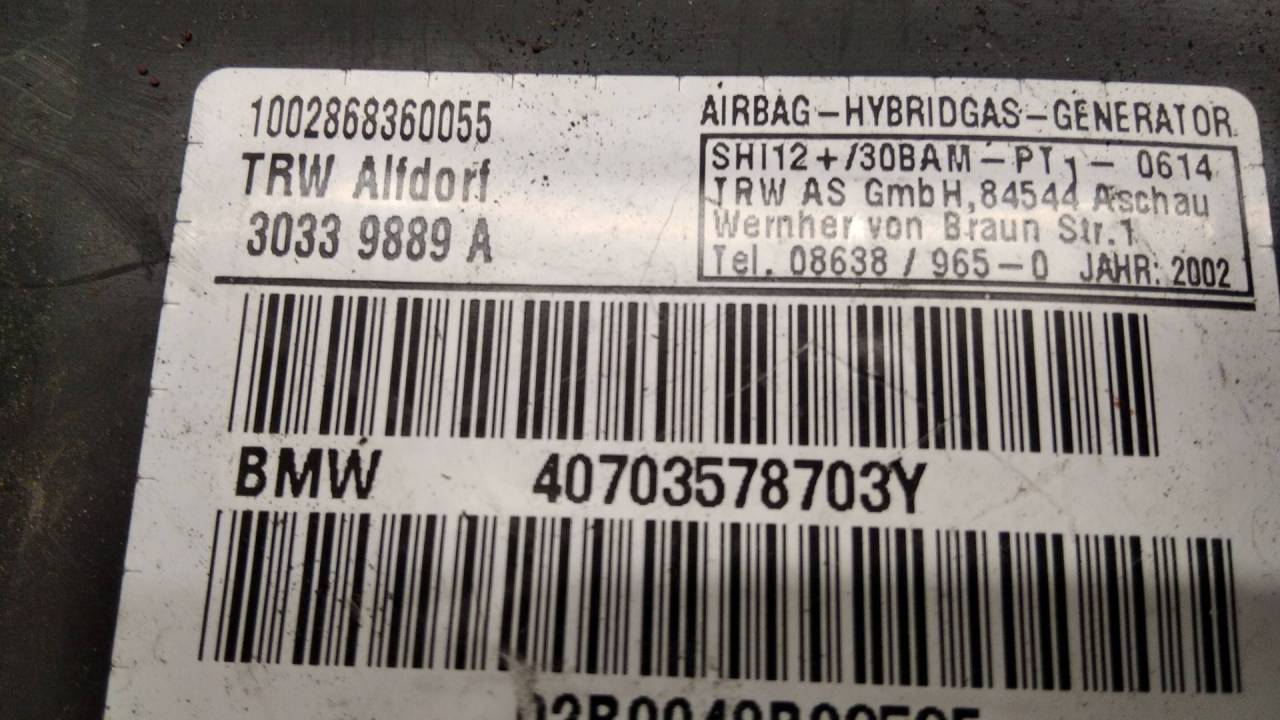 1002868360055
TRW Alfdorf
3033 9889 A
AIRBAG-HYBRIDGAS-GENERATOR
SHI12+/30BAM-PT1-0614
TRW AS GmbH, 84544 Aschau
Wernher von Braun Str.1
Tel. 08638 / 965-0 JAHR: 2002
BMW 40703578703Y